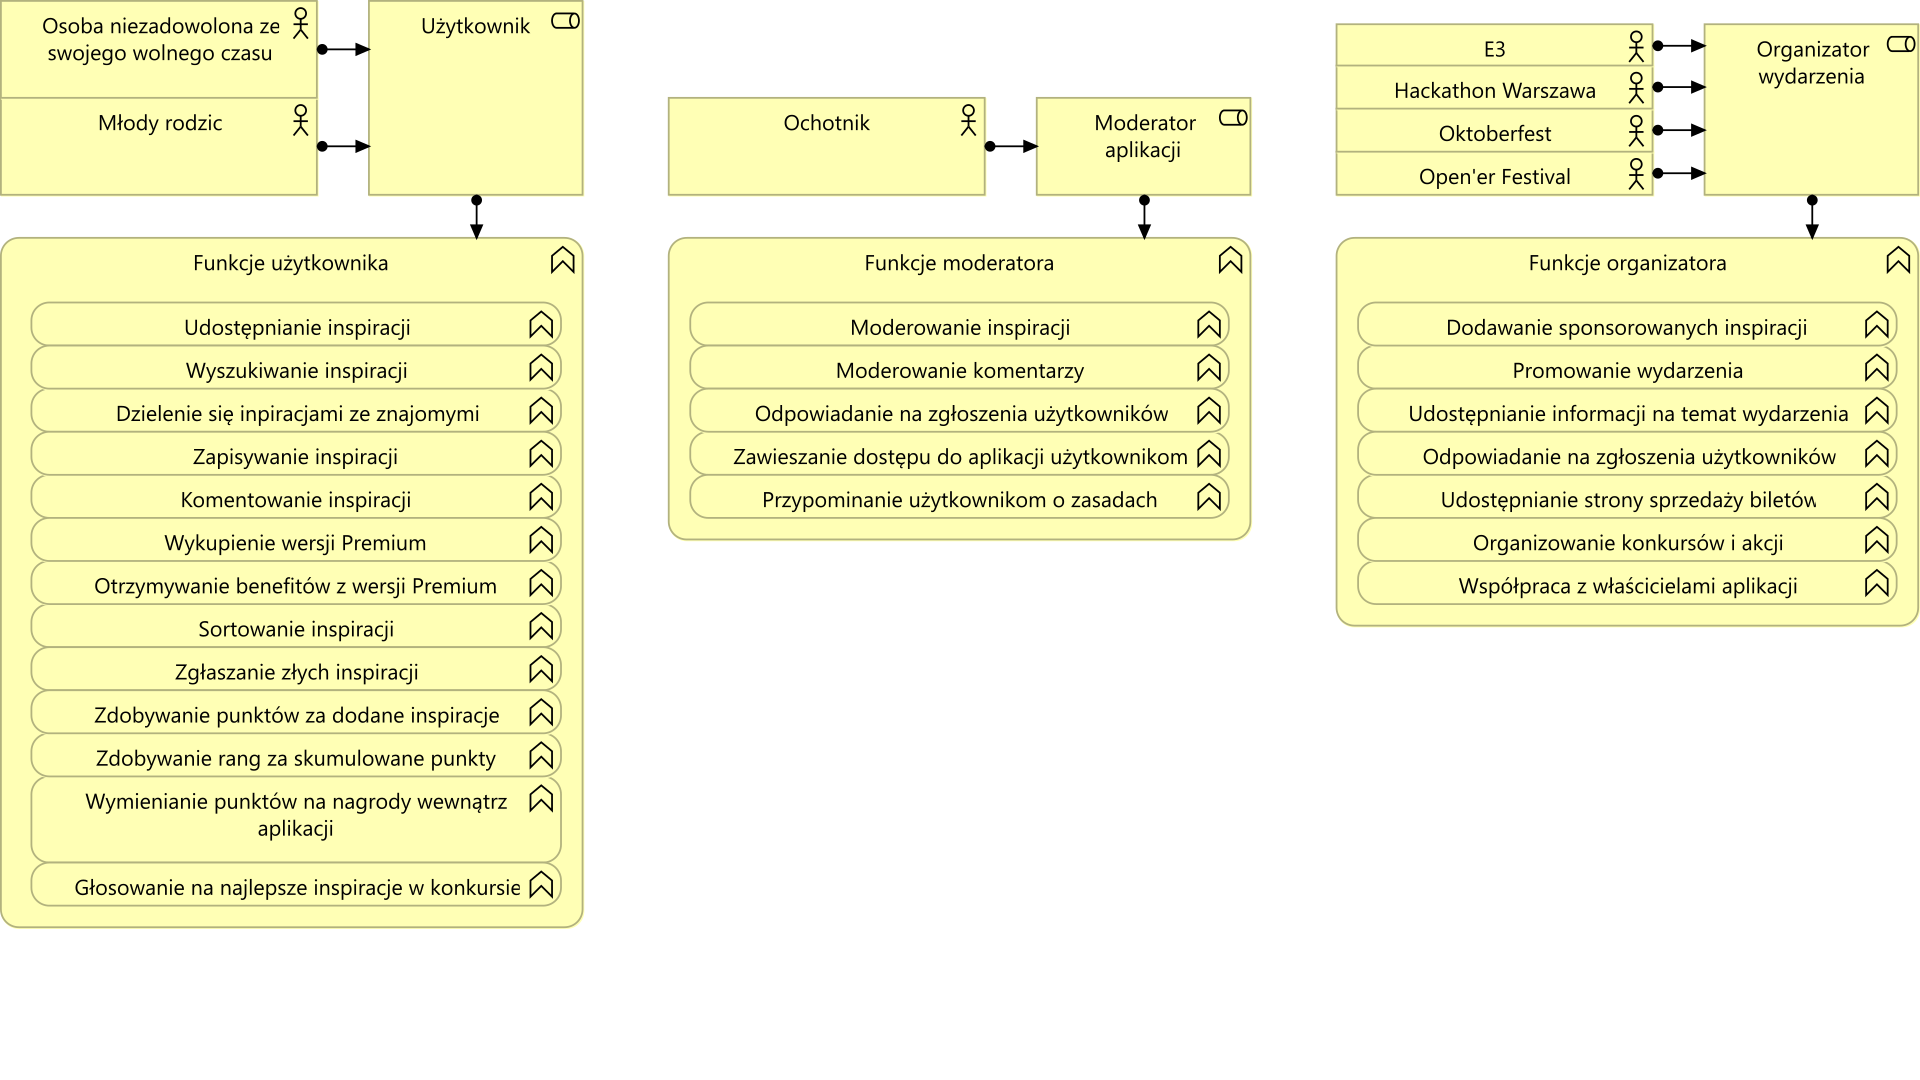 Osoba niezadowolona ze
swojego wolnego czasu
Młody rodzic
Użytkownik
Funkcje użytkownika
Udostępnianie inspiracji
Wyszukiwanie inspiracji
Dzielenie się inpiracjami ze znajomymi
Zapisywanie inspiracji
Komentowanie inspiracji
Wykupienie wersji Premium
Otrzymywanie benefitów z wersji Premium
Sortowanie inspiracji
Zgłaszanie złych inspiracji
Zdobywanie punktów za dodane inspiracje
Zdobywanie rang za skumulowane punkty
Wymienianie punktów na nagrody wewnątrz
aplikacji
Głosowanie na najlepsze inspiracje w konkursie
Ochotnik
Moderator
aplikacji
Funkcje moderatora
Moderowanie inspiracji
Moderowanie komentarzy
Odpowiadanie na zgłoszenia użytkowników
Zawieszanie dostępu do aplikacji użytkownikom
Przypominanie użytkownikom o zasadach
E3
Hackathon Warszawa
Oktoberfest
Open'er Festival
Organizator
wydarzenia
Funkcje organizatora
Dodawanie sponsorowanych inspiracji
Promowanie wydarzenia
Udostępnianie informacji na temat wydarzenia
Odpowiadanie na zgłoszenia użytkowników
Udostępnianie strony sprzedaży biletów
Organizowanie konkursów i akcji
Współpraca z właścicielami aplikacji